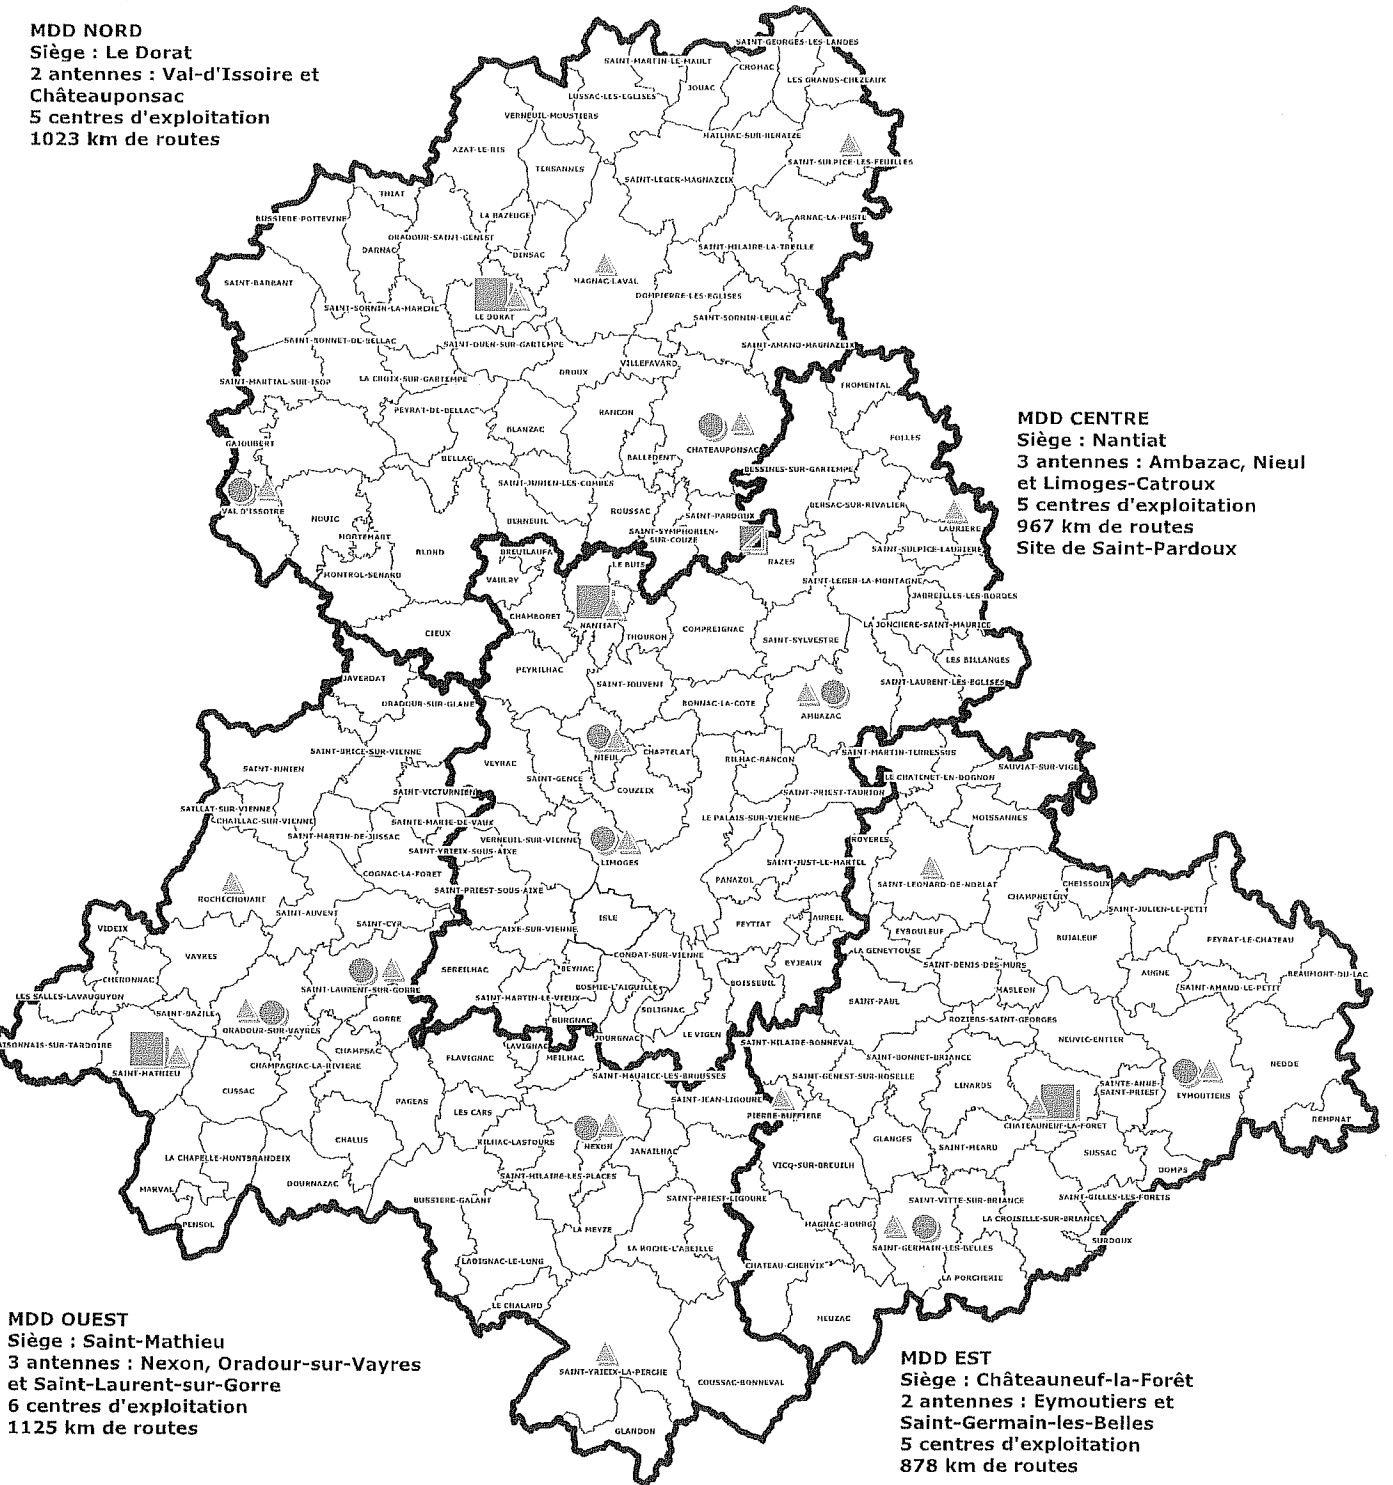 MDD NORD
Siège : Le Dorat
2 antennes : Val-d'Issoire et
Châteauponsac
5 centres d'exploitation
1023 km de routes
SAINT-GEORGES-LES-LANDES
SAINT-MARTIN-LE-MAULT
CROMAC
LES GRANDS-CHEZEAUX
JOUAC
LUSSAC-LES-EGLISES
VERNEUIL-MOUSTIERS
MAILHAC-SUR-BENAIZE
AZAT-LE-RIS
SAINT-SULPICE-LES-FEUILLES
TERSANNES
SAINT-LEGER-MAGNAZEIX
THIAT
LA BAZEUGE
BUSSIERE-POITEVINE
ARNAC-LA-POSTE
ORADOUR-SAINT-GENEST
DARNAC
DINSAC
SAINT-HILAIRE-LA-TREILLE
SAINT-BARBANT
MAGNAC-LAVAL
DOMPIERRE-LES-EGLISES
SAINT-SORNIN-LA-MARCHE
LE DORAT
SAINT-SORNIN-LEULAC
SAINT-BONNET-DE-BELLAC
SAINT-OUEN-SUR-GARTEMPE
SAINT-AMAND-MAGNAZEIX
VILLEFAVARD
DROUX
SAINT-MARTIAL-SUR-ISOP
LA CROIX-SUR-GARTEMPE
FROMENTAL
PEYRAT-DE-BELLAC
RANCON
BLANZAC
FOLLES
GAJOUBERT
CHATEAUPONSAC
BELLAC
BALLEDENT
BESSINES-SUR-GARTEMPE
MDD CENTRE
Siège : Nantiat
3 antennes : Ambazac, Nieul
et Limoges-Catroux
5 centres d'exploitation
967 km de routes
Site de Saint-Pardoux
SAINT-JUNIEN-LES-COMBES
BERSAC-SUR-RIVALIER
VAL D'ISSOIRE
ROUSSAC
SAINT-PARDOUX
NOUIC
BERNEUIL
SAINT-SYMPHORIEN-
SUR-COUZE
LAURIERE
MORTEMART
BLOND
BREUILAUFA
SAINT-SULPICE-LAURIERE
LE BUIS
RAZES
MONTROL-SENARD
VAULRY
SAINT-LEGER-LA-MONTAGNE
JABREILLES-LES-BORDES
CHAMBORET
NANTIAT
LA JONCHERE-SAINT-MAURICE
CIEUX
THOURON
COMPREIGNAC
SAINT-SYLVESTRE
LES BILLANGES
PEYRILHAC
JAVERDAT
SAINT-JOUVENT
SAINT-LAURENT-LES-EGLISES
ORADOUR-SUR-GLANE
BONNAC-LA-COTE
AMBAZAC
SAINT-BRICE-SUR-VIENNE
CHAPTELAT
SAINT-MARTIN-TERRESSUS
NIEUL
RILHAC-RANCON
SAINT-JUNIEN
VEYRAC
SAUVIAT-SUR-VIGE
SAINT-GENCE
LE CHATENET-EN-DOGNON
COUZEIX
SAINT-VICTURNIEN
SAINT-PRIEST-TAURION
SAILLAT-SUR-VIENNE
CHAILLAC-SUR-VIENNE
SAINTE-MARIE-DE-VAUX
LE PALAIS-SUR-VIENNE
MOISSANNES
SAINT-MARTIN-DE-JUSSAC
VERNEUIL-SUR-VIENNE
ROYERES
SAINT-YRIEIX-SOUS-AIXE
LIMOGES
SAINT-JUST-LE-MARTEL
COGNAC-LA-FORET
PANAZOL
SAINT-LEONARD-DE-NOBLAT
CHEISSOUX
SAINT-PRIEST-SOUS-AIXE
ROCHECHOUART
CHAMPNETERY
SAINT-AUVENT
ISLE
AUREIL
SAINT-JULIEN-LE-PETIT
SAINT-CYR
FEYTIAT
VIDEIX
AIXE-SUR-VIENNE
EYBOULEUF
BUJALEUF
PEYRAT-LE-CHATEAU
VAYRES
LA GENEYTOUSE
CONDAT-SUR-VIENNE
EYJEAUX
SAINT-DENIS-DES-MURS
SEREILHAC
BEYNAC
AUGNE
BEAUMONT-DU-LAC
CHERONNAC
BOISSEUIL
SAINT-LAURENT-SUR-GORRE
BOSMIE-L'AIGUILLE
MASLEON
SAINT-AMAND-LE-PETIT
LES SALLES-LAVAUGUYON
SAINT-MARTIN-LE-VIEUX
SAINT-PAUL
SAINT-BAZILE
GORRE
SOLIGNAC
BURGNAC
ROZIERS-SAINT-GEORGES
ORADOUR-SUR-VAYRES
JOURGNAC
LE VIGEN
NEUVIC-ENTIER
MAISONNAIS-SUR-TARDOIRE
LAVIGNAC
SAINT-HILAIRE-BONNEVAL
CHAMPSAC
FLAVIGNAC
MEILHAC
SAINT-BONNET-BRIANCE
NEDDE
CHAMPAGNAC-LA-RIVIERE
SAINT-MATHIEU
SAINT-MAURICE-LES-BROUSSES
SAINT-GENEST-SUR-ROSELLE
LINARDS
SAINTE-ANNE-
SAINT-PRIEST
EYMOUTIERS
CUSSAC
PAGEAS
SAINT-JEAN-LIGOURE
LES CARS
PIERRE-BUFFIERE
REMPNAT
CHATEAUNEUF-LA-FORET
CHALUS
RILHAC-LASTOURS
NEXON
GLANGES
JANAILHAC
SAINT-MEARD
SUSSAC
LA CHAPELLE-MONTBRANDEIX
VICQ-SUR-BREUILH
DOMPS
SAINT-HILAIRE-LES-PLACES
DOURNAZAC
MARVAL
BUSSIERE-GALANT
SAINT-PRIEST-LIGOURE
SAINT-VITTE-SUR-BRIANCE
SAINT-GILLES-LES-FORETS
PENSOL
LA MEYZE
MAGNAC-BOURG
LA CROISILLE-SUR-BRIANCE
SURDOUX
LA ROCHE-L'ABEILLE
SAINT-GERMAIN-LES-BELLES
LADIGNAC-LE-LONG
CHATEAU-CHERVIX
LA PORCHERIE
LE CHALARD
MEUZAC
MDD OUEST
Siège : Saint-Mathieu
3 antennes : Nexon, Oradour-sur-Vayres
et Saint-Laurent-sur-Gorre
6 centres d'exploitation
1125 km de routes
SAINT-YRIEIX-LA-PERCHE
COUSSAC-BONNEVAL
GLANDON
MDD EST
Siège : Châteauneuf-la-Forêt
2 antennes : Eymoutiers et
Saint-Germain-les-Belles
5 centres d'exploitation
878 km de routes